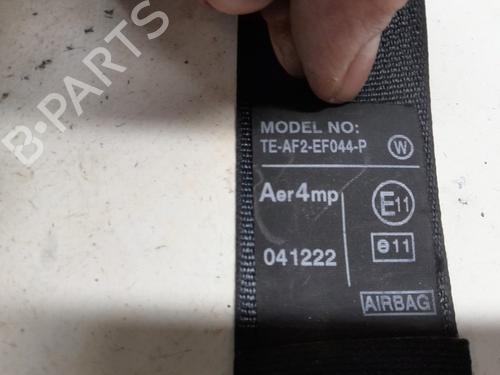 B-PARTS
MODEL NO:
TE-AF2-EF044-P W
Aer4mp E11
041222 e11
AIRBAG